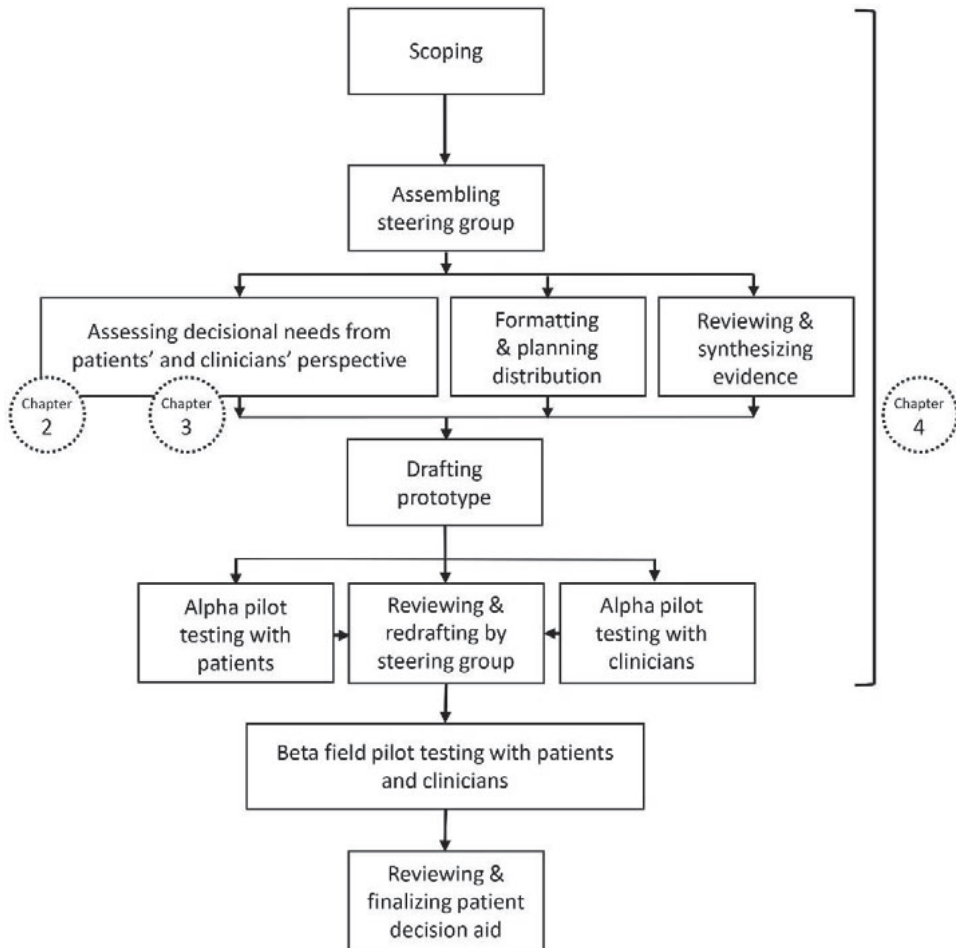 Scoping
Assembling
steering group
Assessing decisional needs from
patients' and clinicians' perspective
Formatting
& planning
distribution
Reviewing &
synthesizing
evidence
Chapter
2
Chapter
3
Chapter
4
Drafting
prototype
Alpha pilot
testing with
patients
Reviewing &
redrafting by
steering group
Alpha pilot
testing with
clinicians
Beta field pilot testing with patients
and clinicians
Reviewing &
finalizing patient
decision aid